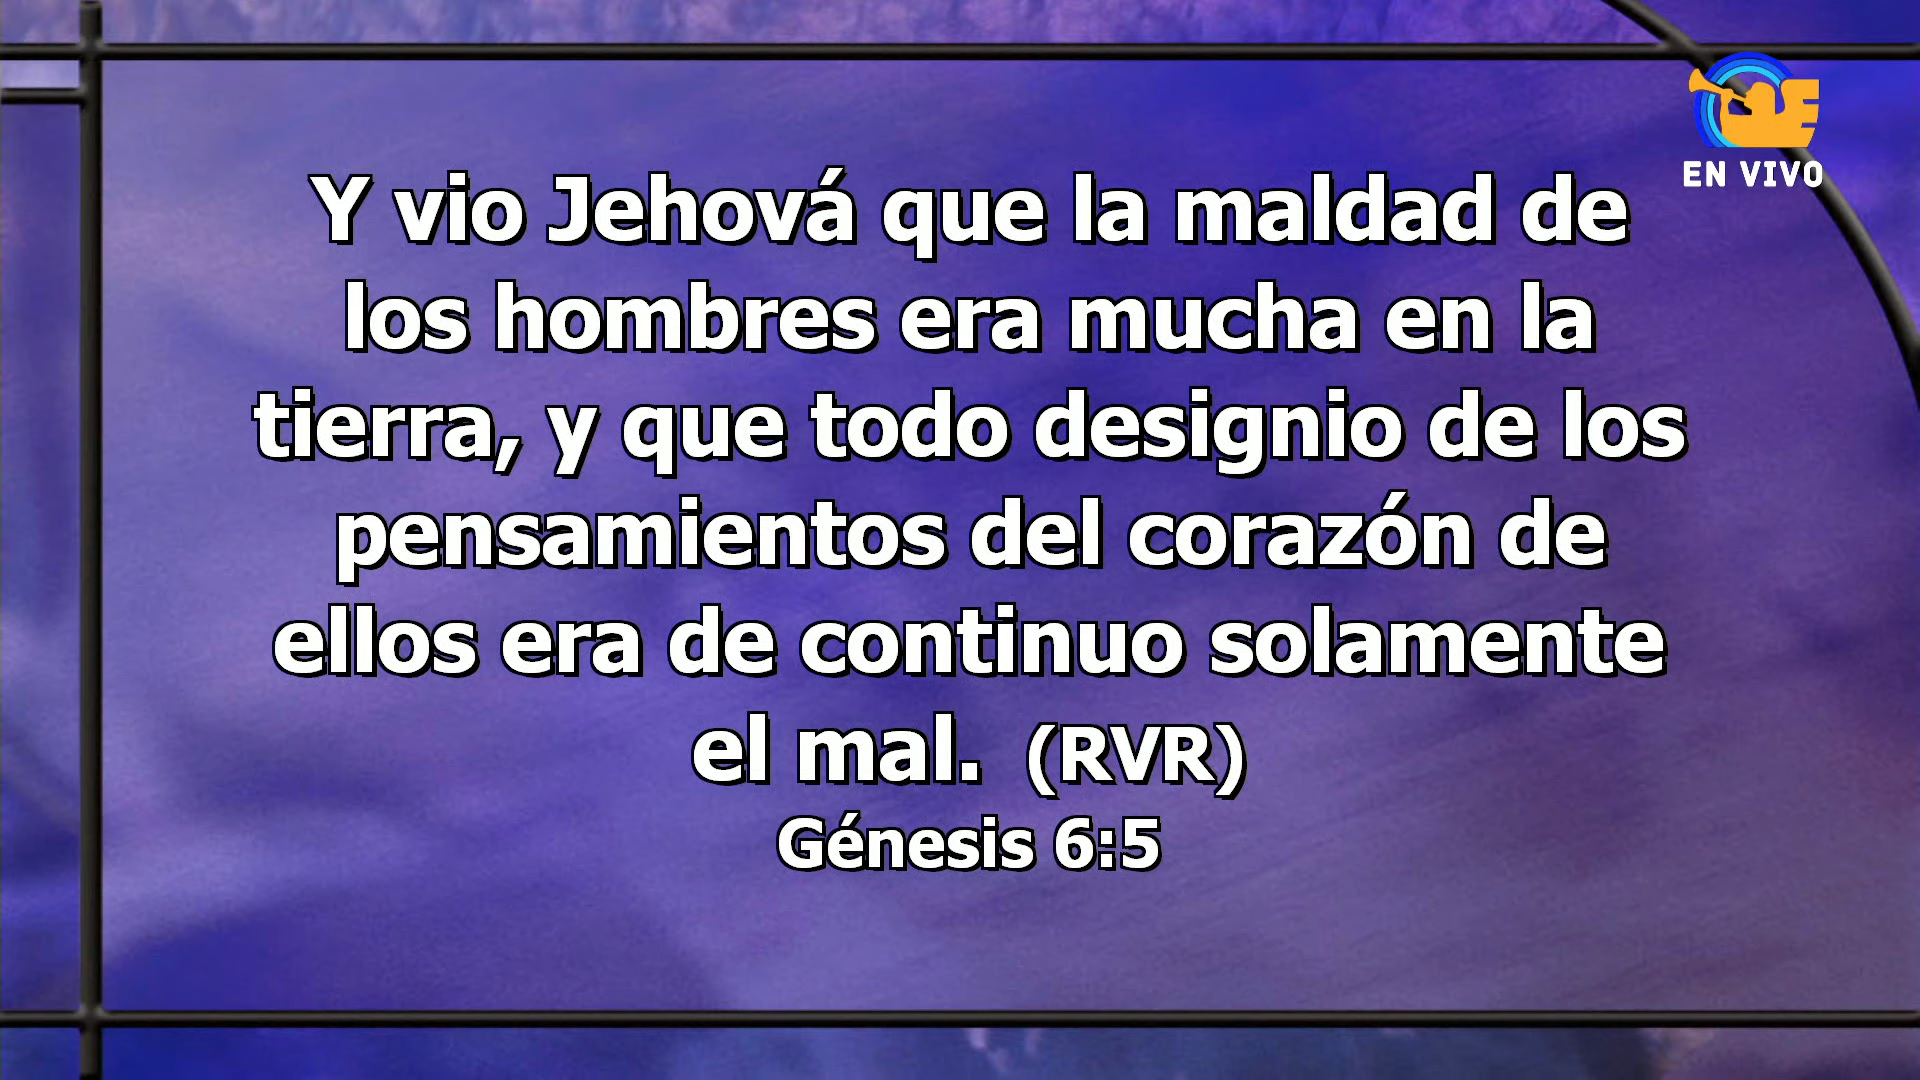 EN VIVO
Y vio Jehová que la maldad de
los hombres era mucha en la
tierra, y que todo designio de los
pensamientos del corazón de
ellos era de continuo solamente
el mal. (RVR)
Génesis 6:5